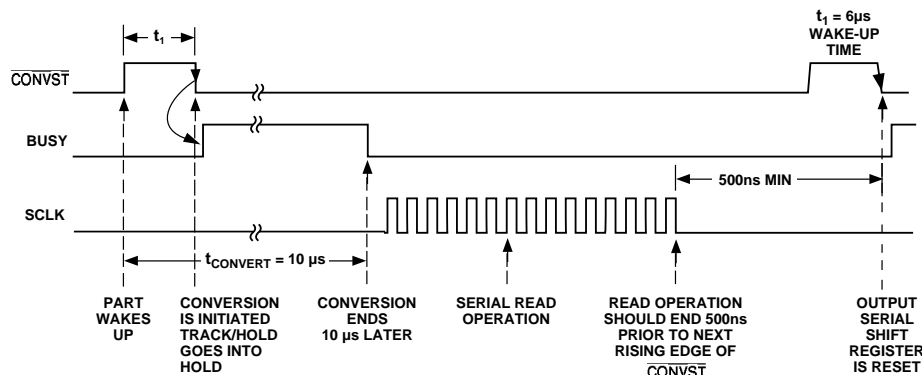 t1 = 6µs
WAKE-UP
TIME
t1
CONVST
BUSY
500ns MIN
SCLK
tCONVERT = 10 µs
PART
WAKES
UP
CONVERSION
IS INITIATED
TRACK/HOLD
GOES INTO
HOLD
CONVERSION
ENDS
10 µs LATER
SERIAL READ
OPERATION
READ OPERATION
SHOULD END 500ns
PRIOR TO NEXT
RISING EDGE OF
CONVST
OUTPUT
SERIAL
SHIFT
REGISTER
IS RESET